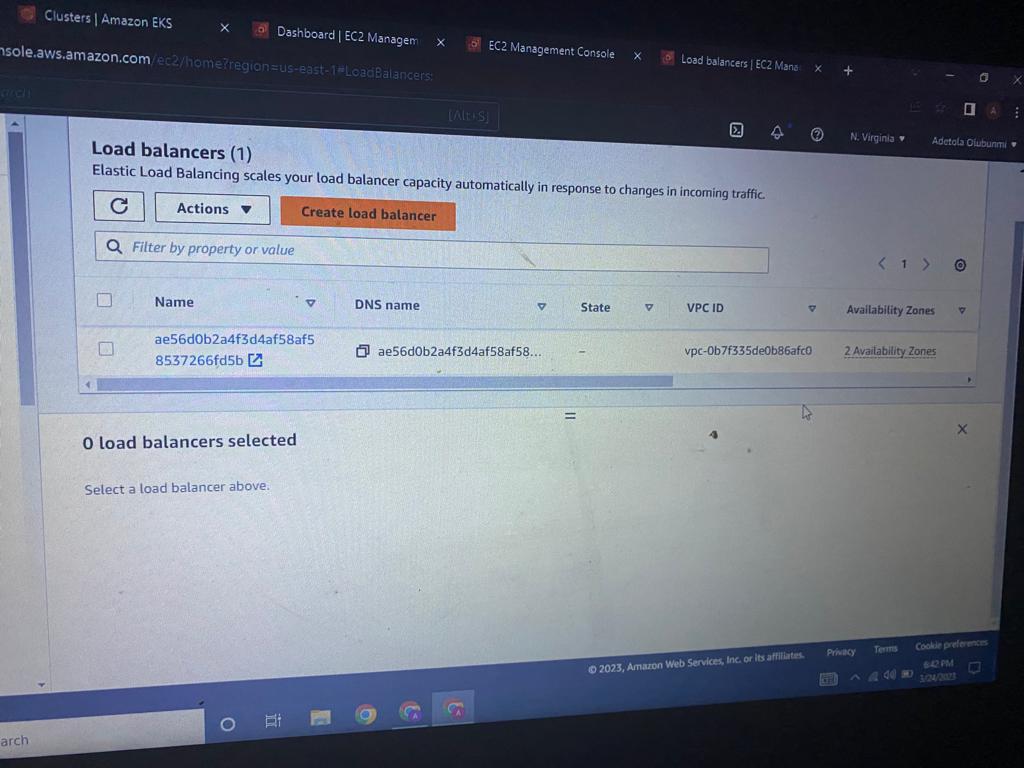 Clusters | Amazon EKS
Dashboard | EC2 Managem
EC2 Management Console
Load balancers | EC2 Mana
nsole.aws.amazon.com/ec2/home?region=us-east-1#LoadBalancers:
arch
[Alt+S]
N. Virginia
Adetola Olubunmi
Load balancers (1)
Elastic Load Balancing scales your load balancer capacity automatically in response to changes in incoming traffic.
Actions
Create load balancer
Filter by property or value
1
Name
DNS name
State
VPC ID
Availability Zones
ae56d0b2a4f3d4af58af5
8537266fd5b
ae56d0b2a4f3d4af58af58...
–
vpc-0b7f335de0b86afc0
2 Availability Zones
0 load balancers selected
Select a load balancer above.
© 2023, Amazon Web Services, Inc. or its affiliates.
Privacy
Terms
Cookie preferences
6:42 PM
3/24/2023
arch